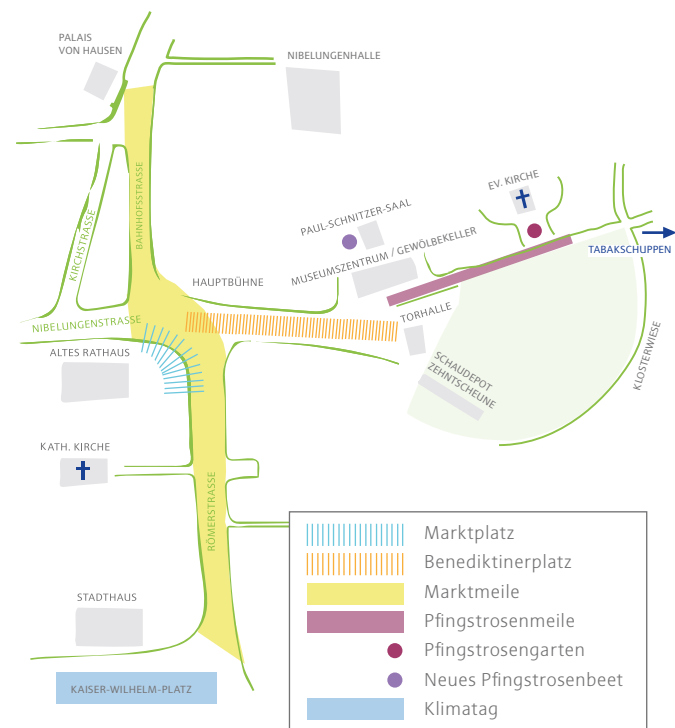 PALAIS
VON HAUSEN
NIBELUNGENHALLE
BAHNHOFSTRASSE
KIRCHSTRASSE
EV. KIRCHE
PAUL-SCHNITZER-SAAL
MUSEUMSZENTRUM / GEWÖLBEKELLER
TABAKSCHUPPEN
HAUPTBÜHNE
NIBELUNGENSTRASSE
TORHALLE
ALTES RATHAUS
SCHAUDEPOT
ZEHNTSCHEUNE
KLOSTERWIESE
KATH. KIRCHE
RÖMERSTRASSE
STADTHAUS
KAISER-WILHELM-PLATZ
Marktplatz
Benediktinerplatz
Marktmeile
Pfingstrosenmeile
Pfingstrosengarten
Neues Pfingstrosenbeet
Klimatag